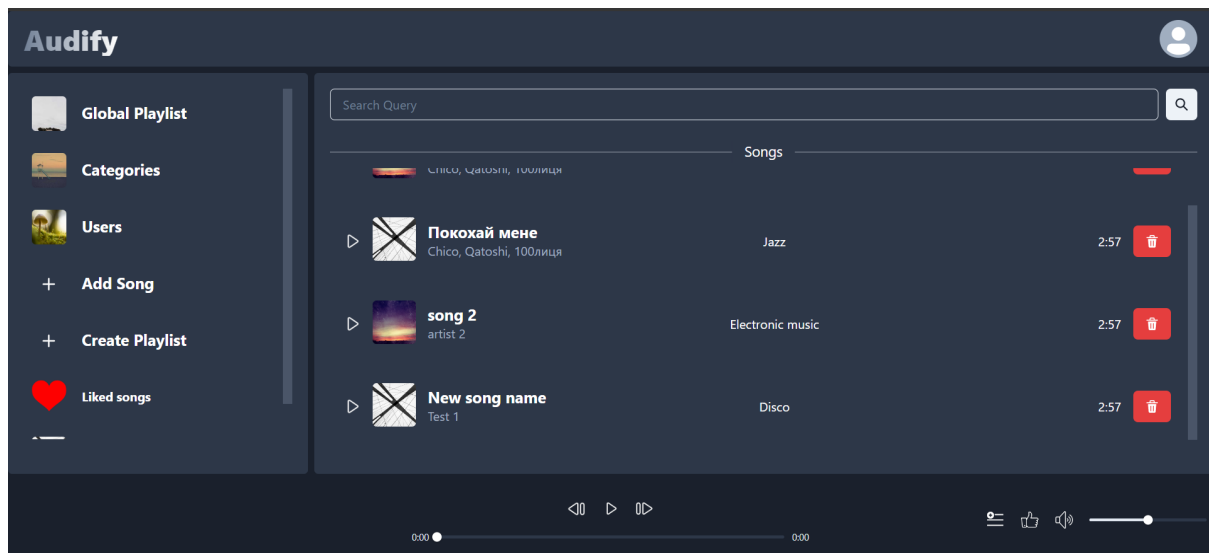 Audify
Global Playlist
Categories
Users
Add Song
Create Playlist
Liked songs
Search Query
Songs
Chico, Qatoshi, 100лиця
Покохай мене
Chico, Qatoshi, 100лиця
Jazz
2:57
song 2
artist 2
Electronic music
2:57
New song name
Test 1
Disco
2:57
0:00
0:00